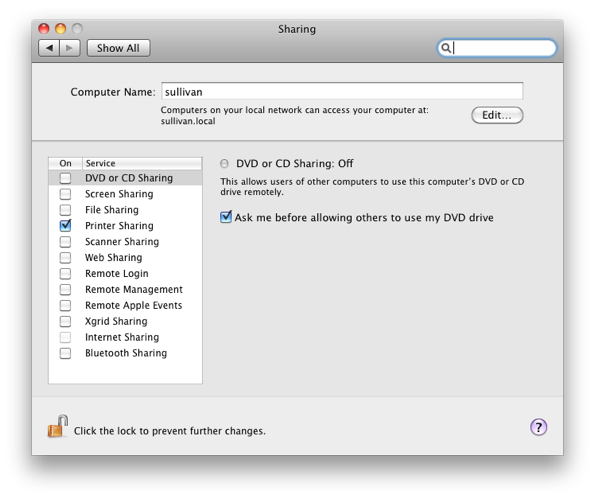 Sharing
Show All
Computer Name: sullivan
Computers on your local network can access your computer at:
sullivan.local
Edit...
On Service
DVD or CD Sharing
Screen Sharing
File Sharing
Printer Sharing
Scanner Sharing
Web Sharing
Remote Login
Remote Management
Remote Apple Events
Xgrid Sharing
Internet Sharing
Bluetooth Sharing
DVD or CD Sharing: Off
This allows users of other computers to use this computer's DVD or CD
drive remotely.
Ask me before allowing others to use my DVD drive
Click the lock to prevent further changes.
?